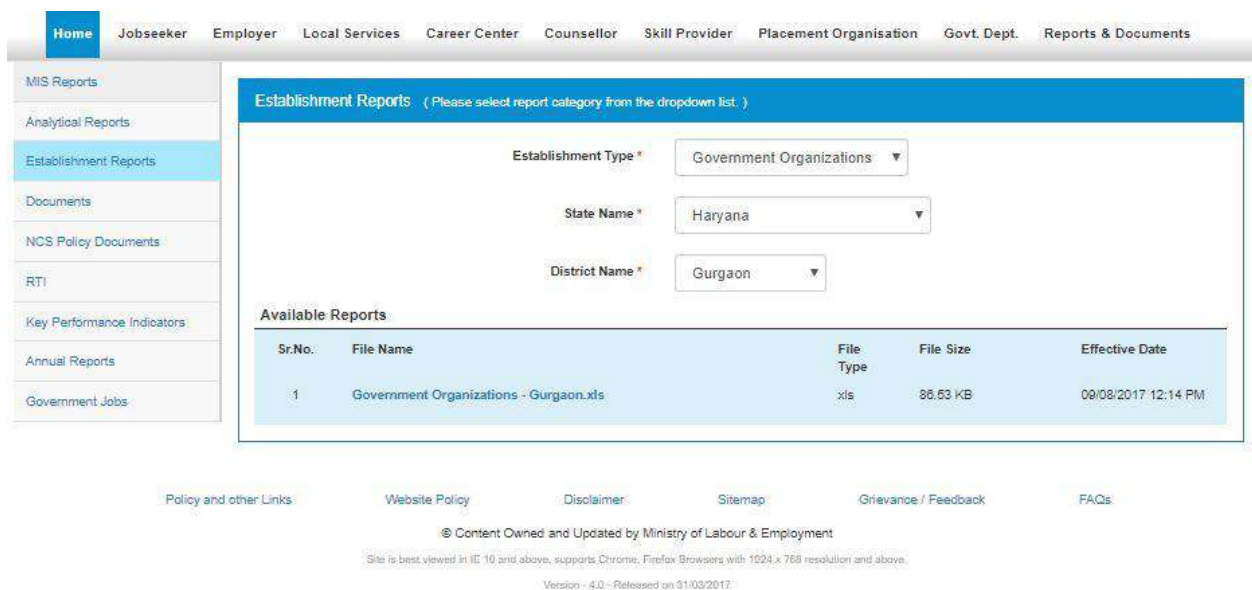 Home Jobseeker Employer Local Services Career Center Counsellor Skill Provider Placement Organisation Govt. Dept. Reports & Documents
MIS Reports
Analytical Reports
Establishment Reports
Documents
NCS Policy Documents
RTI
Key Performance Indicators
Annual Reports
Government Jobs
Establishment Reports ( Please select report category from the dropdown list. )
Establishment Type * Government Organizations
State Name * Haryana
District Name * Gurgaon
Available Reports
Sr.No. File Name File Type File Size Effective Date
1 Government Organizations - Gurgaon.xls xls 86.53 KB 09/08/2017 12:14 PM
Policy and other Links Website Policy Disclaimer Sitemap Grievance / Feedback FAQs
© Content Owned and Updated by Ministry of Labour & Employment
Site is best viewed in IE 10 and above, supports Chrome, Firefox Browsers with 1024 x 768 resolution and above.
Version - 4.0 - Released on 31/03/2017